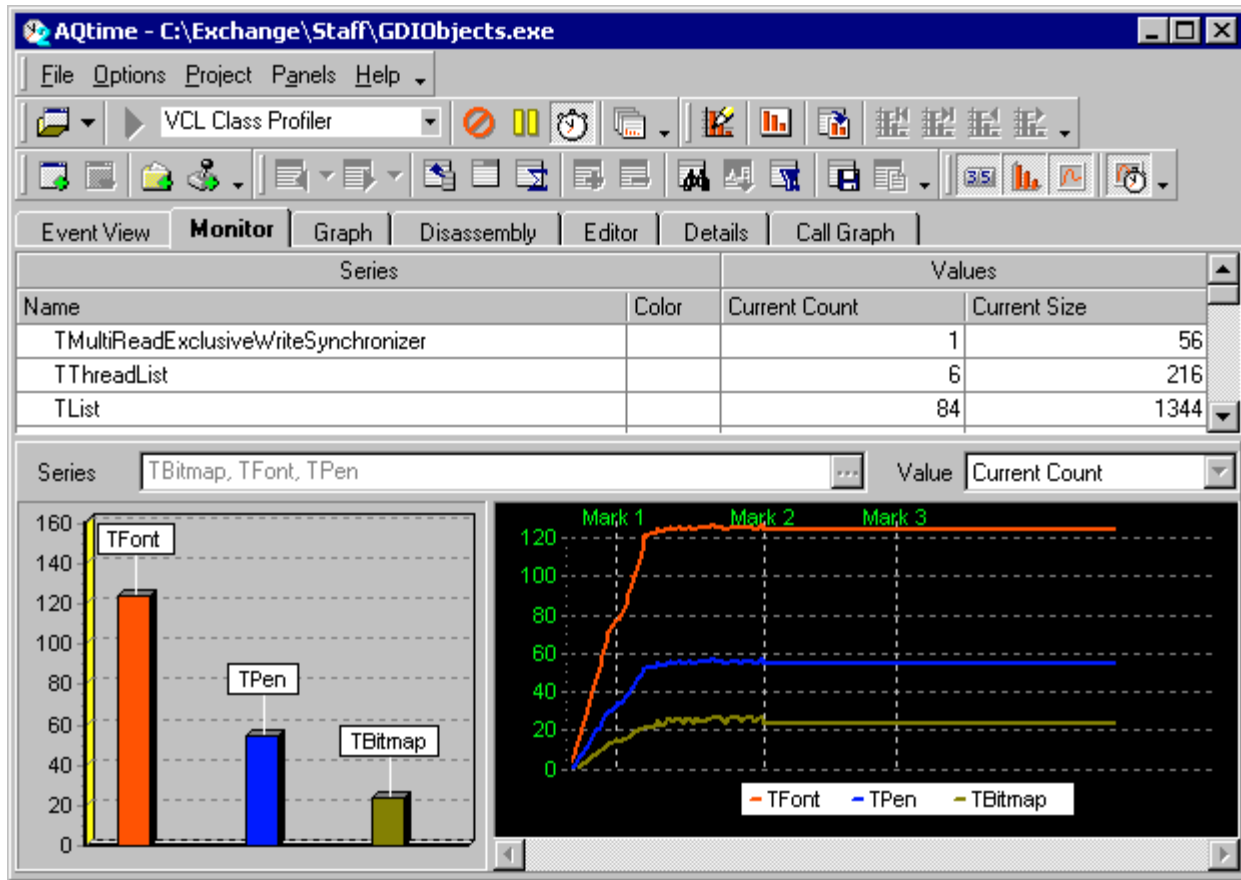 AQtime - C:\Exchange\Staff\GDIObjects.exe
File Options Project Panels Help
VCL Class Profiler
Event View Monitor Graph Disassembly Editor Details Call Graph
Series Values
Name Color Current Count Current Size
TMultiReadExclusiveWriteSynchronizer 1 56
TThreadList 6 216
TList 84 1344
Series TBitmap, TFont, TPen ... Value Current Count
160
140
120
100
80
60
40
20
0
TFont
TPen
TBitmap
Mark 1 Mark 2 Mark 3
120
100
80
60
40
20
0
TFont TPen TBitmap